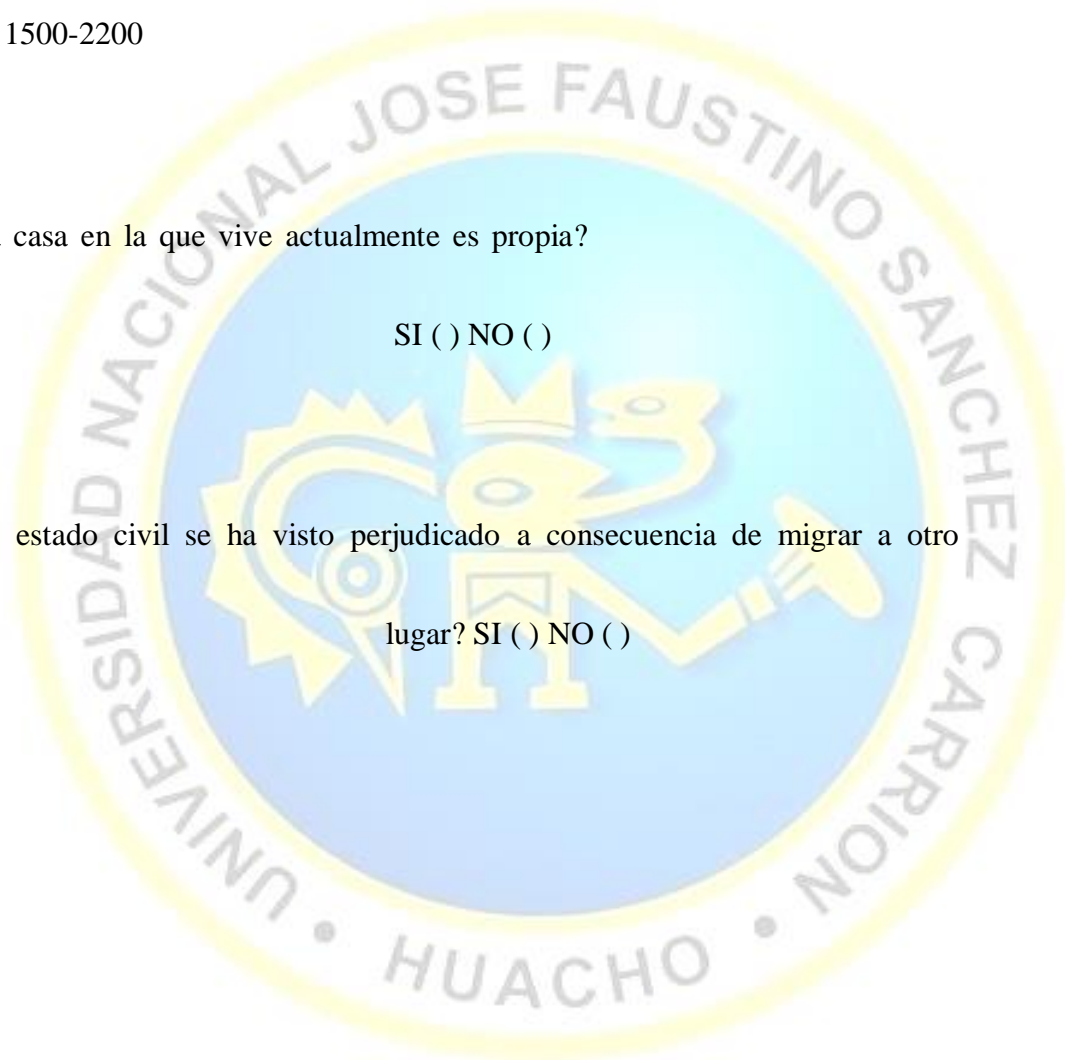 1500-2200
casa en la que vive actualmente es propia?
SI ( ) NO ( )
estado civil se ha visto perjudicado a consecuencia de migrar a otro
lugar? SI ( ) NO ( )
UNIVERSIDAD NACIONAL JOSE FAUSTINO SANCHEZ CARRION • HUACHO •